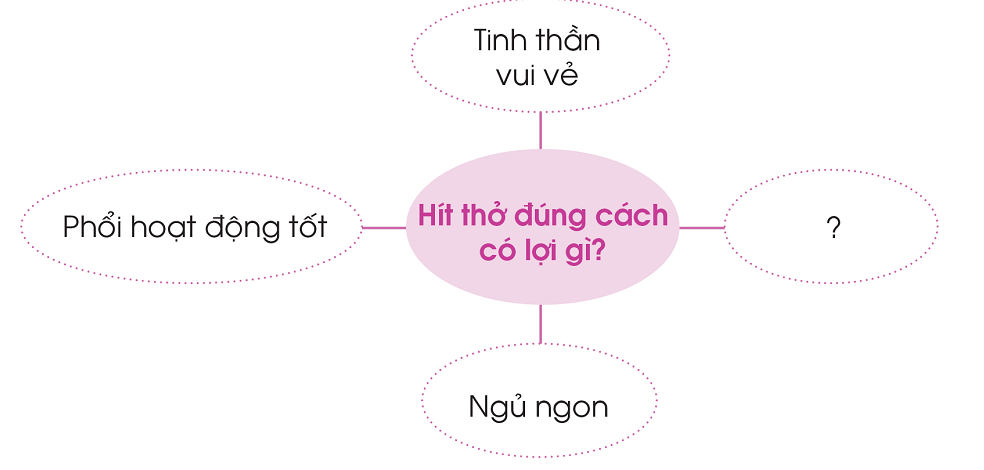 Tinh thần
vui vẻ
Phổi hoạt động tốt
Hít thở đúng cách
có lợi gì?
?
Ngủ ngon